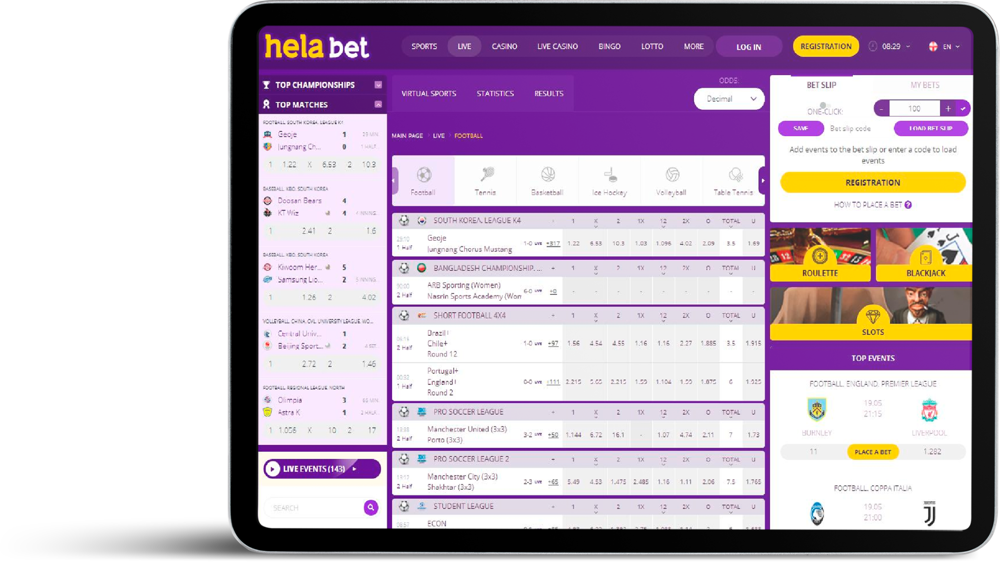 hela bet
SPORTS LIVE CASINO LIVE CASINO BINGO LOTTO MORE LOG IN REGISTRATION 08:29 EN
TOP CHAMPIONSHIPS
TOP MATCHES
FOOTBALL. SOUTH KOREA. LEAGUE K4
Geoje 1 29 MIN.
Jungnang Ch... 0 1 HALF..
1 1.22 X 6.53 2 10.3
BASEBALL. KBO. SOUTH KOREA
Doosan Bears 4
KT Wiz 4 4 INNING...
1 2.41 2 1.6
BASEBALL. KBO. SOUTH KOREA
Kiwoom Her... 5
Samsung Lio... 2 5 INNING...
1 1.26 2 4.02
VOLLEYBALL. CHINA. CVL. UNIVERSITY LEAGUE. WO...
Central Univ... 1
Beijing Sport... 2 4 SET..
1 2.72 2 1.46
FOOTBALL. REGIONAL LEAGUE. NORTH
Olimpia 3 65 MIN.
Astra K 1 2 HALF..
1 1.056 X 10 2 17
LIVE EVENTS (143)
SEARCH
VIRTUAL SPORTS STATISTICS RESULTS
ODDS:
Decimal
MAIN PAGE LIVE FOOTBALL
Football Tennis Basketball Ice Hockey Volleyball Table Tennis
SOUTH KOREA. LEAGUE K4 + 1 X 2 1X 12 2X O TOTAL U
29:10
1 Half
Geoje
Jungnang Chorus Mustang
1-0 LIVE +317 1.22 6.53 10.3 1.03 1.096 4.02 2.09 3.5 1.69
BANGLADESH CHAMPIONSHIP. ... + 1 X 2 1X 12 2X O TOTAL U
90:00
2 Half
ARB Sporting (Women)
Nasrin Sports Academy (Wom
6-0 LIVE +0 - - - - - - - - -
SHORT FOOTBALL 4X4 + 1 X 2 1X 12 2X O TOTAL U
2 Half
Brazil+
Chile+
Round 12
1-0 LIVE +97 1.56 4.54 4.55 1.16 1.16 2.27 1.885 3.5 1.915
00:32
1 Half
Portugal+
England+
Round 2
0-0 LIVE +111 2.215 5.65 2.215 1.59 1.104 1.59 1.875 6 1.925
PRO SOCCER LEAGUE + 1 X 2 1X 12 2X O TOTAL U
13:38
2 Half
Manchester United (3x3)
Porto (3x3)
3-2 LIVE +50 1.144 6.72 16.1 - 1.07 4.74 2.11 7 1.73
PRO SOCCER LEAGUE 2 + 1 X 2 1X 12 2X O TOTAL U
13:12
2 Half
Manchester City (3x3)
Shakhtar (3x3)
2-3 LIVE +65 5.49 4.53 1.475 2.485 1.16 1.11 2.06 7.5 1.765
STUDENT LEAGUE + 1 X 2 1X 12 2X O TOTAL U
08:57
ECON
BET SLIP MY BETS
ONE-CLICK: - 100 +
SAVE Bet slip code LOAD BET SLIP
Add events to the bet slip or enter a code to load
events
REGISTRATION
HOW TO PLACE A BET ?
ROULETTE BLACKJACK
SLOTS
TOP EVENTS
FOOTBALL. ENGLAND. PREMIER LEAGUE
19.05
21:15
BURNLEY LIVERPOOL
11 PLACE A BET 1.282
FOOTBALL. COPPA ITALIA
19.05
21:00